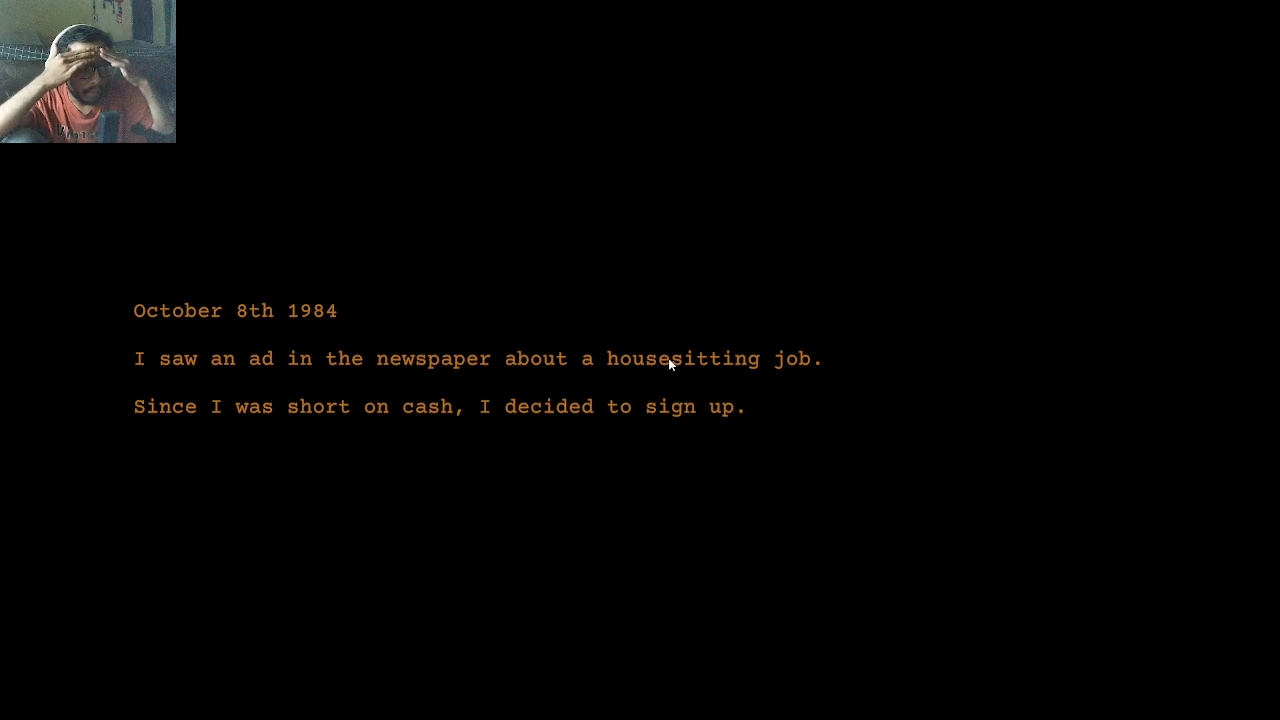 October 8th 1984
I saw an ad in the newspaper about a housesitting job.
Since I was short on cash, I decided to sign up.